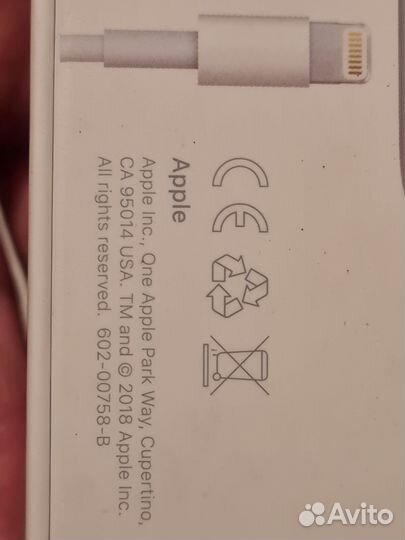 Apple
Apple Inc., One Apple Park Way, Cupertino,
CA 95014 USA. TM and © 2018 Apple Inc.
All rights reserved. 602-00758-B
CE
Avito